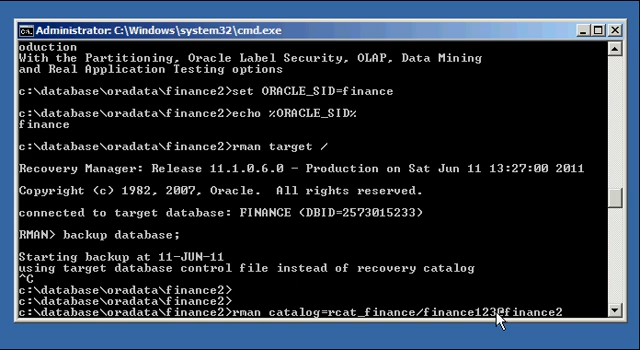 Administrator: C:\Windows\system32\cmd.exe
oduction
With the Partitioning, Oracle Label Security, OLAP, Data Mining
and Real Application Testing options
c:\database\oradata\finance2>set ORACLE_SID=finance
c:\database\oradata\finance2>echo %ORACLE_SID%
finance
c:\database\oradata\finance2>rman target /
Recovery Manager: Release 11.1.0.6.0 - Production on Sat Jun 11 13:27:00 2011
Copyright (c) 1982, 2007, Oracle.  All rights reserved.
connected to target database: FINANCE (DBID=2573015233)
RMAN> backup database;
Starting backup at 11-JUN-11
using target database control file instead of recovery catalog
^C
c:\database\oradata\finance2>
c:\database\oradata\finance2>
c:\database\oradata\finance2>rman catalog=rcat_finance/finance123@finance2